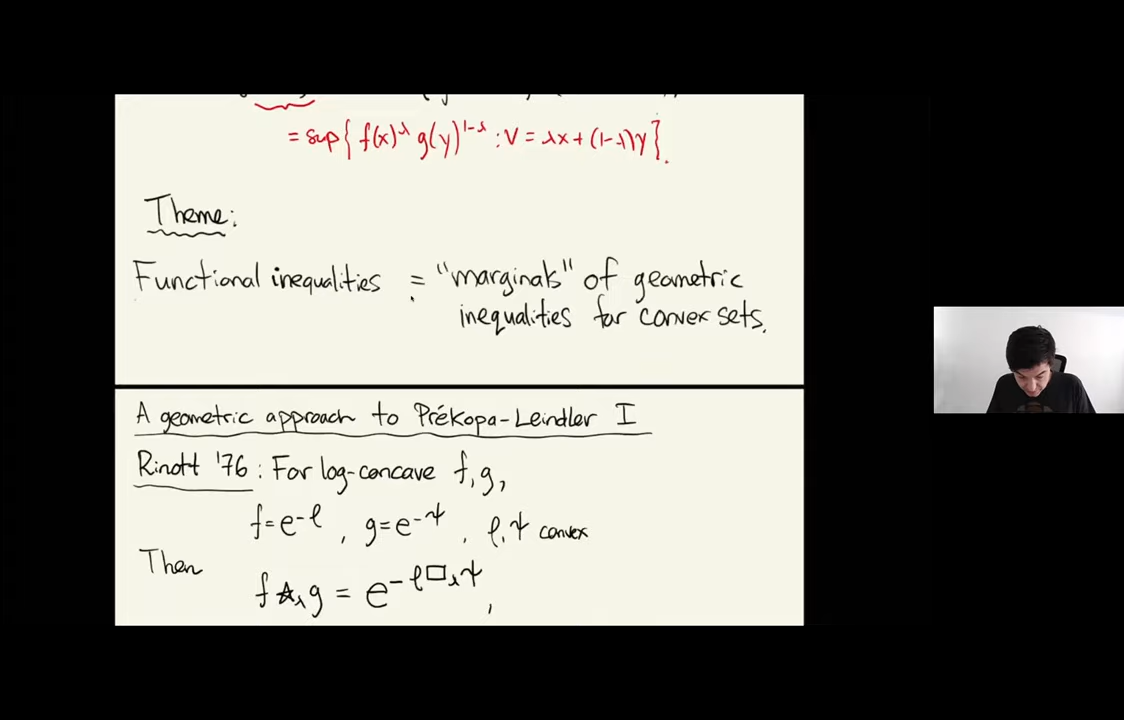 = sup{ f(x)^λ g(y)^{1-λ} : V = λx + (1-λ)y }.
Theme:
Functional inequalities = "marginals" of geometric
inequalities for convex sets.
A geometric approach to Prékopa-Leindler I
Rinott '76: For log-concave f, g,
f = e^{-φ}, g = e^{-ψ}, φ, ψ convex
Then
f ☆_λ g = e^{-φ □_λ ψ},